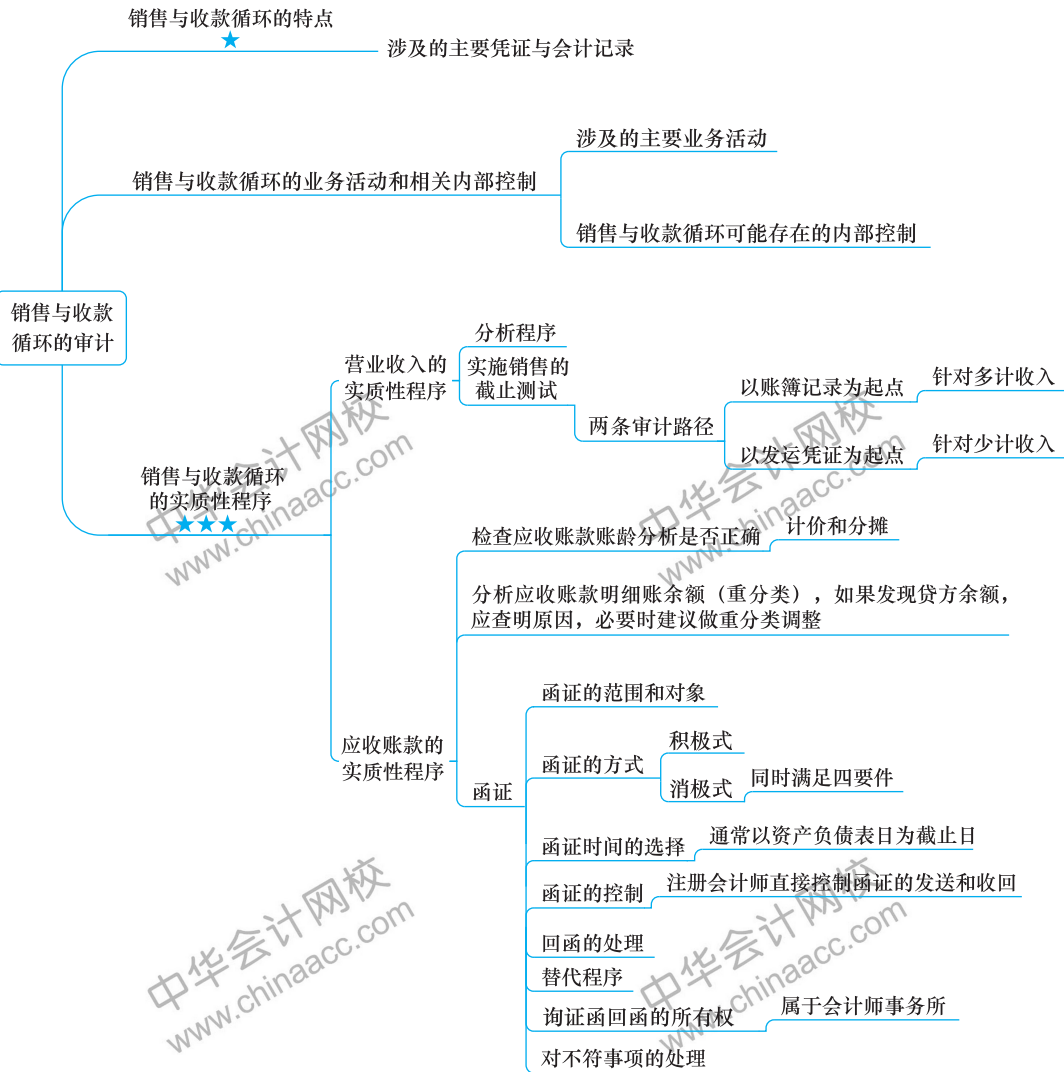 销售与收款循环的特点
涉及的主要凭证与会计记录
涉及的主要业务活动
销售与收款循环的业务活动和相关内部控制
销售与收款循环可能存在的内部控制
销售与收款
循环的审计
分析程序
营业收入的
实质性程序
实施销售的
截止测试
两条审计路径
以账簿记录为起点
针对多计收入
以发运凭证为起点
针对少计收入
销售与收款循环
的实质性程序
检查应收账款账龄分析是否正确
计价和分摊
分析应收账款明细账余额（重分类），如果发现贷方余额，
应查明原因，必要时建议做重分类调整
应收账款的
实质性程序
函证
函证的范围和对象
函证的方式
积极式
消极式
同时满足四要件
函证时间的选择
通常以资产负债表日为截止日
函证的控制
注册会计师直接控制函证的发送和收回
回函的处理
替代程序
询证函回函的所有权
属于会计师事务所
对不符事项的处理
中华会计网校
www.chinaacc.com
中华会计网校
www.chinaacc.com
中华会计网校
www.chinaacc.com
中华会计网校
www.chinaacc.com